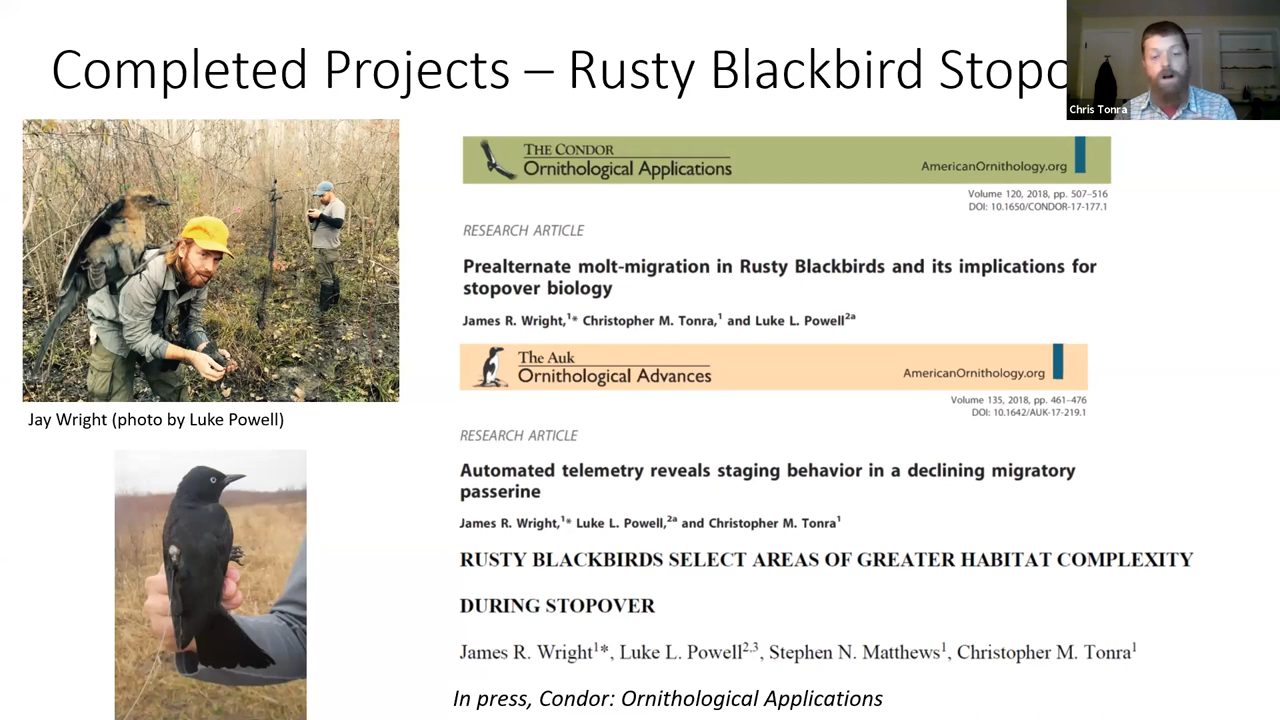 Completed Projects – Rusty Blackbird Stopo
Chris Tonra
THE CONDOR
Ornithological Applications
AmericanOrnithology.org
Volume 120, 2018, pp. 507–516
DOI: 10.1650/CONDOR-17-177.1
RESEARCH ARTICLE
Prealternate molt-migration in Rusty Blackbirds and its implications for
stopover biology
James R. Wright,1* Christopher M. Tonra,1 and Luke L. Powell2a
The Auk
Ornithological Advances
AmericanOrnithology.org
Volume 135, 2018, pp. 461–476
DOI: 10.1642/AUK-17-219.1
RESEARCH ARTICLE
Automated telemetry reveals staging behavior in a declining migratory
passerine
James R. Wright,1* Luke L. Powell,2a and Christopher M. Tonra1
RUSTY BLACKBIRDS SELECT AREAS OF GREATER HABITAT COMPLEXITY
DURING STOPOVER
James R. Wright1*, Luke L. Powell2,3, Stephen N. Matthews1, Christopher M. Tonra1
In press, Condor: Ornithological Applications
Jay Wright (photo by Luke Powell)